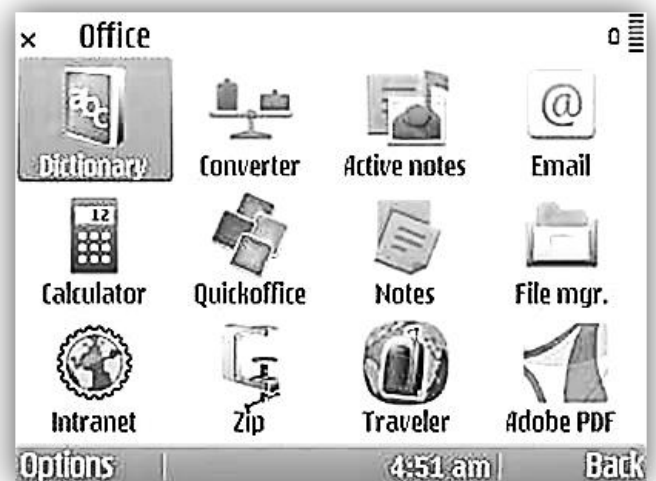 × Office
abc
Dictionary Converter Active notes Email
@
12
Calculator Quickoffice Notes File mgr.
Intranet Zip Traveler Adobe PDF
Options 4:51 am Back